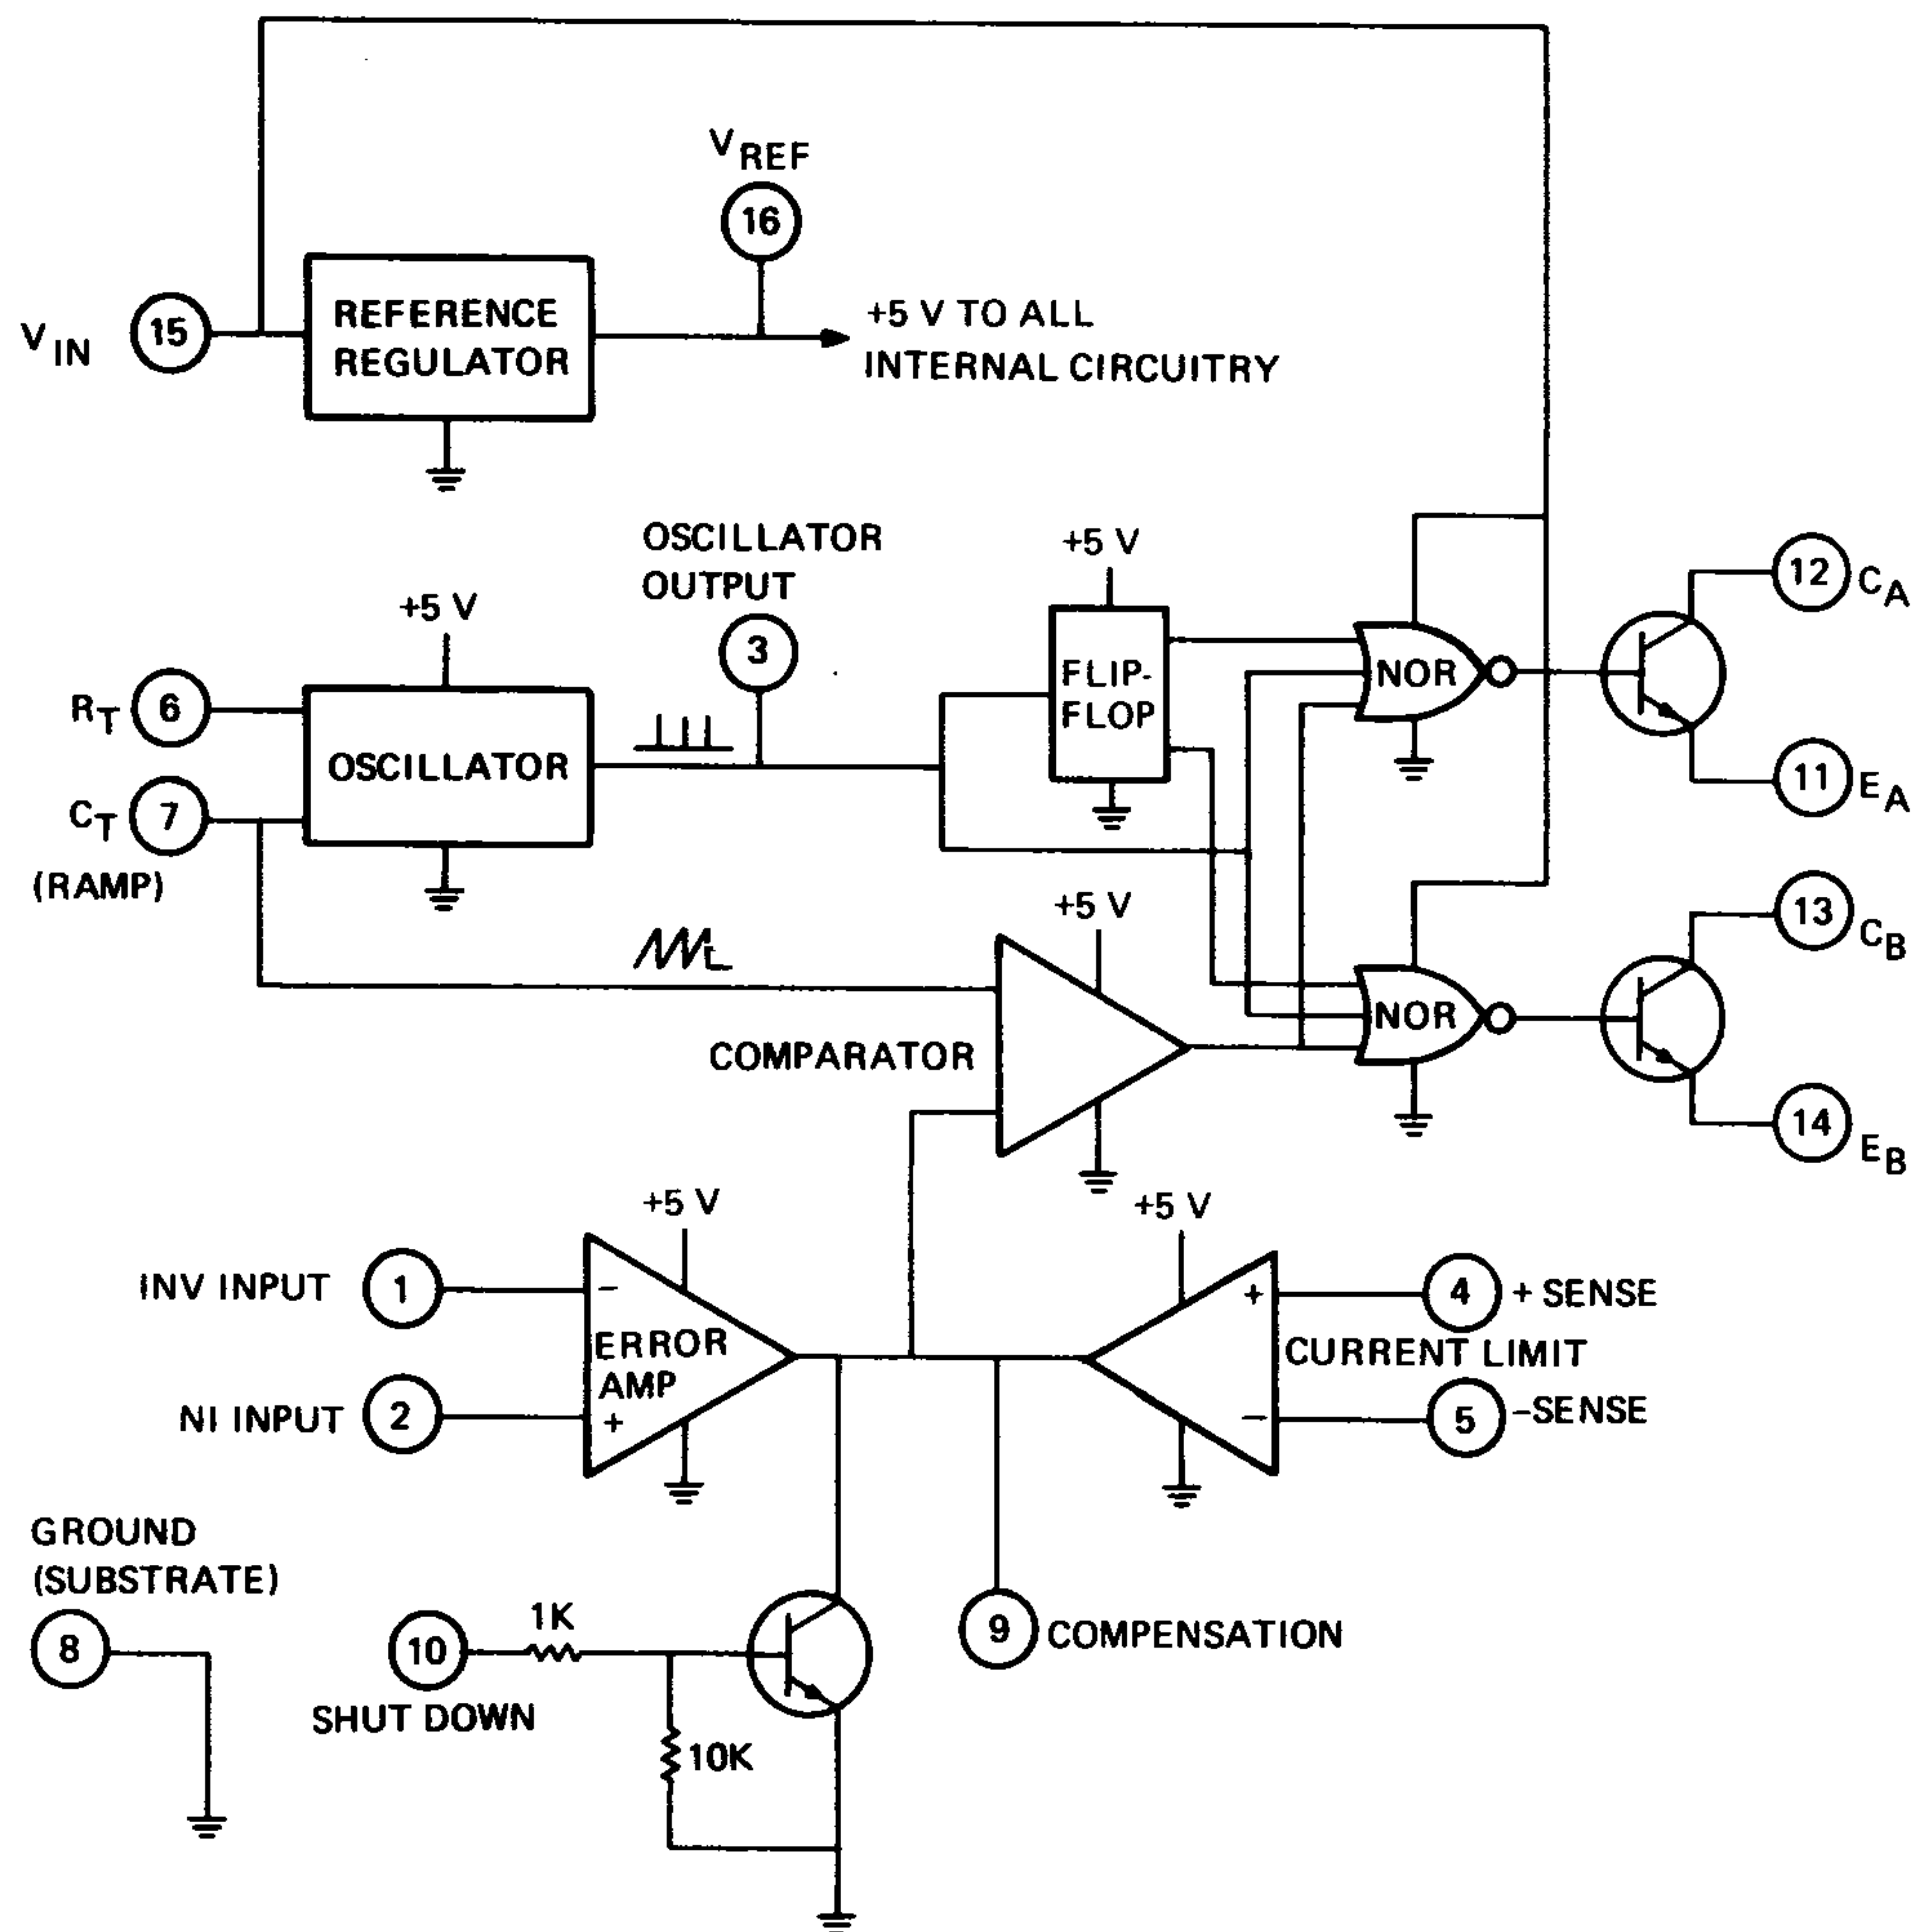 VREF
16
VIN
15
REFERENCE
REGULATOR
+5 V TO ALL
INTERNAL CIRCUITRY
OSCILLATOR
OUTPUT
3
+5 V
+5 V
RT
6
OSCILLATOR
CT
7
(RAMP)
FLIP-
FLOP
NOR
12
CA
11
EA
+5 V
COMPARATOR
NOR
13
CB
14
EB
+5 V
INV INPUT
1
−
ERROR
AMP
NI INPUT
2
+
+5 V
+
4
+ SENSE
CURRENT LIMIT
−
5
−SENSE
GROUND
(SUBSTRATE)
8
10
1K
SHUT DOWN
10K
9
COMPENSATION